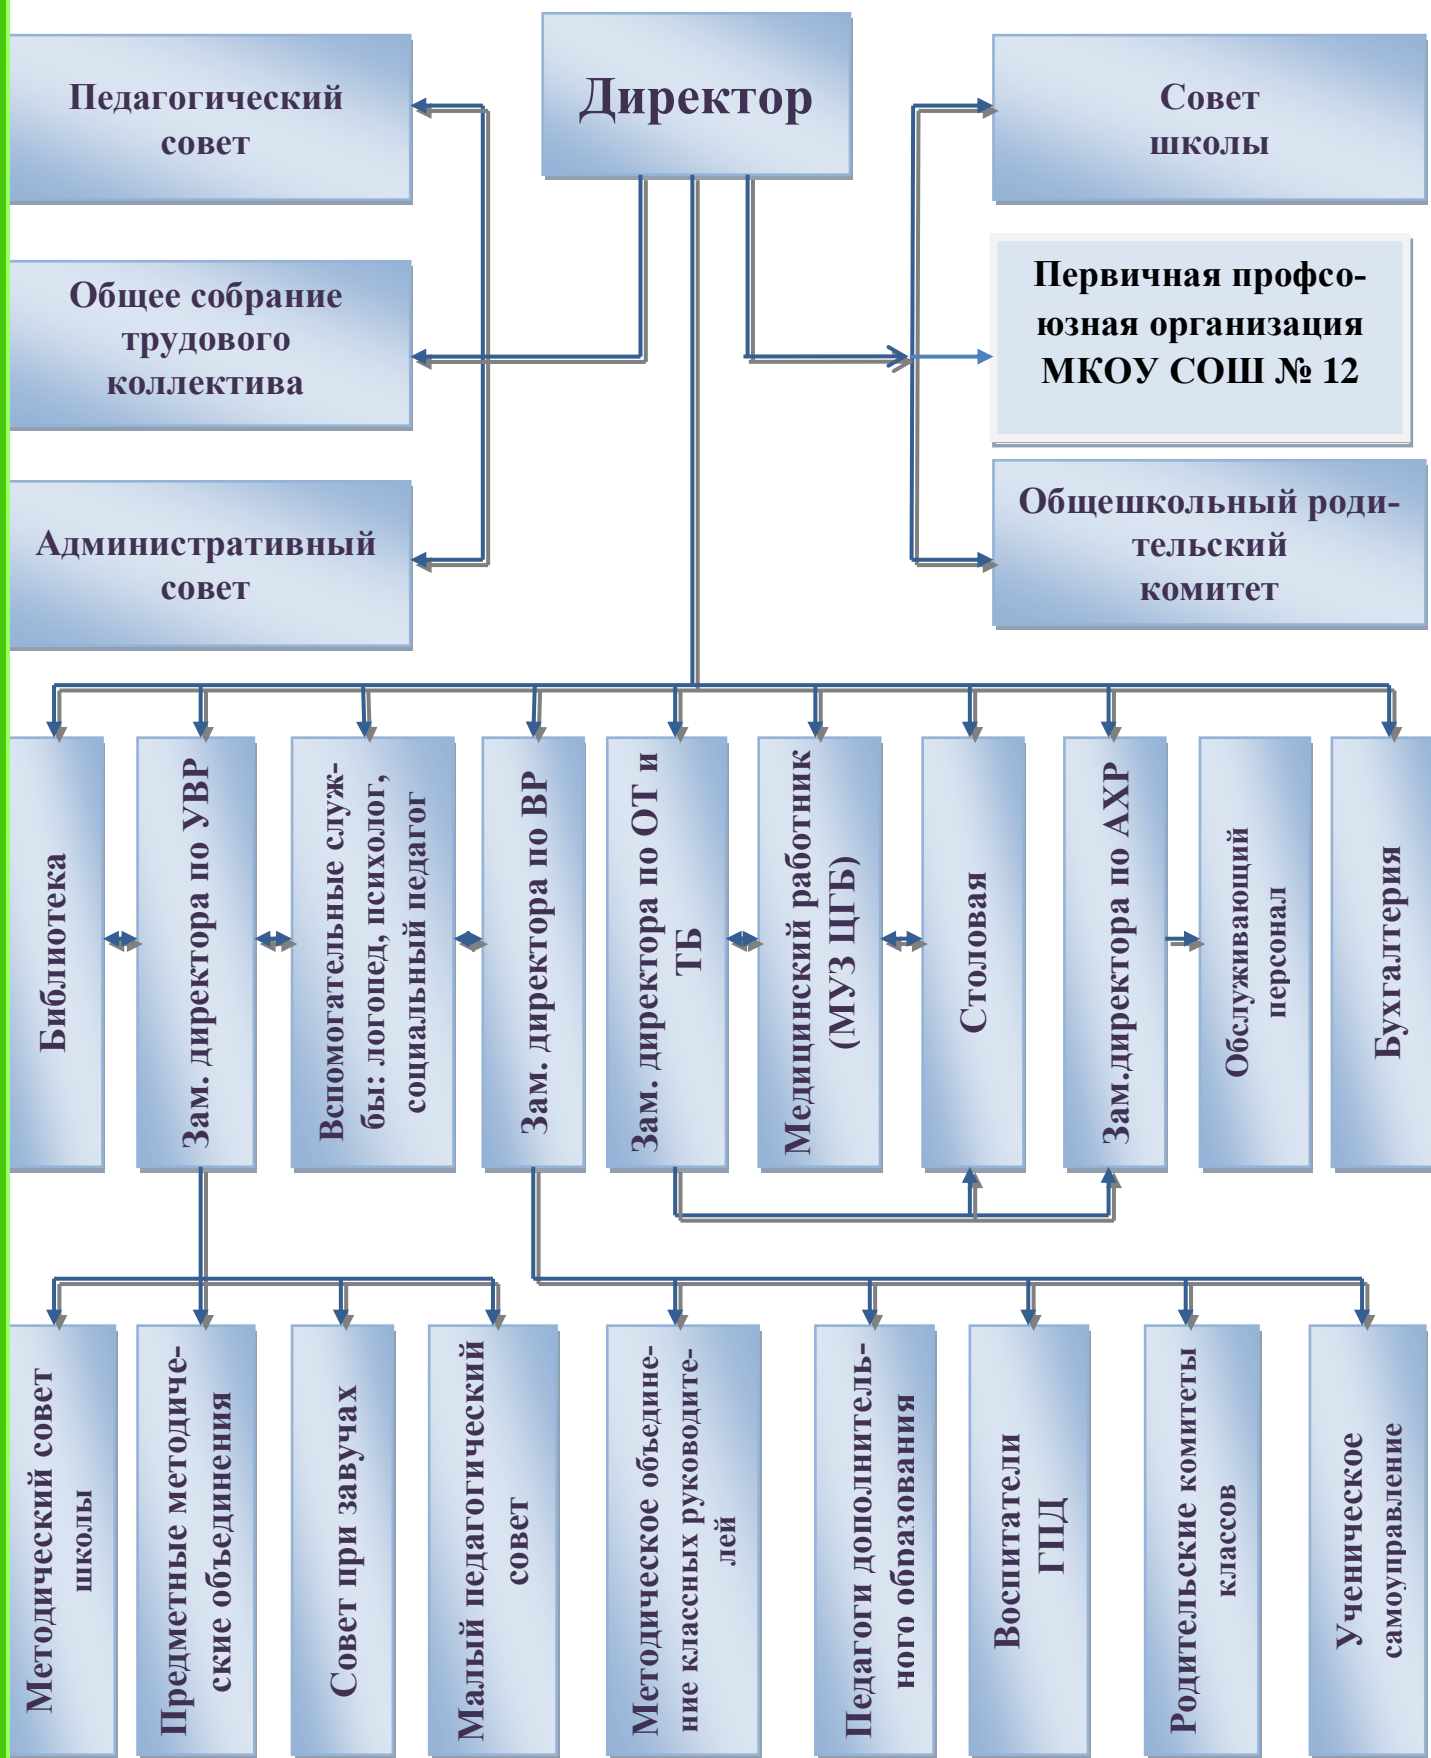 Директор
Педагогический
совет
Совет
школы
Общее собрание
трудового
коллектива
Первичная профсо-
юзная организация
МКОУ СОШ № 12
Административный
совет
Общешкольный роди-
тельский
комитет
Библиотека
Зам. директора по УВР
Вспомогательные служ-
бы: логопед, психолог,
социальный педагог
Зам. директора по ВР
Зам. директора по ОТ и
ТБ
Медицинский работник
(МУЗ ЦГБ)
Столовая
Зам.директора по АХР
Обслуживающий
персонал
Бухгалтерия
Методический совет
школы
Предметные методиче-
ские объединения
Совет при завучах
Малый педагогический
совет
Методическое объедине-
ние классных руководите-
лей
Педагоги дополнитель-
ного образования
Воспитатели
ГПД
Родительские комитеты
классов
Ученическое
самоуправление